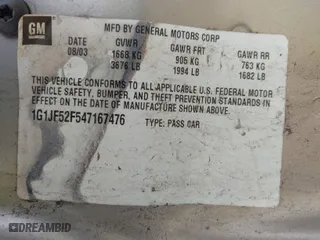 GM
MFD BY GENERAL MOTORS CORP
DATE GVWR GAWR FRT GAWR RR
08/03 1668 KG 905 KG 763 KG
3676 LB 1994 LB 1682 LB
THIS VEHICLE CONFORMS TO ALL APPLICABLE U.S. FEDERAL MOTOR
VEHICLE SAFETY, BUMPER, AND THEFT PREVENTION STANDARDS
IN EFFECT ON THE DATE OF MANUFACTURE SHOWN ABOVE.
1G1JF52F547167476 TYPE: PASS CAR
© DREAMBID AND IAAI